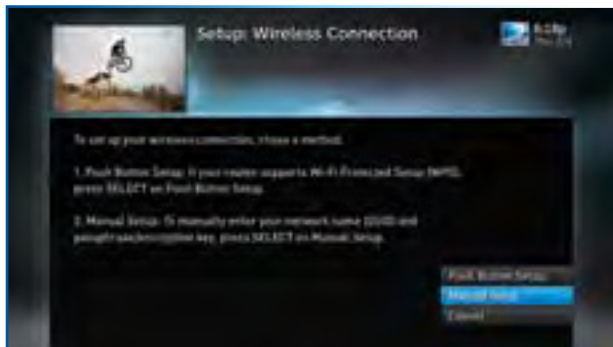 Setup: Wireless Connection
To set up your wireless connection, choose a method.
1. Push Button Setup: If your router supports Wi-Fi Protected Setup (WPS),
press SELECT on Push Button Setup.
2. Manual Setup: To manually enter your network name (SSID) and
passphrase/encryption key, press SELECT on Manual Setup.
Push Button Setup
Manual Setup
Cancel